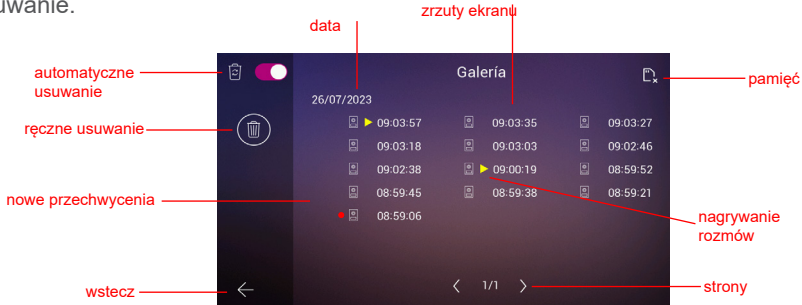 uwanie.
zrzuty ekranu
data
automatyczne
usuwanie
Galería
pamięć
26/07/2023
ręczne usuwanie
09:03:57 09:03:35 09:03:27
09:03:18 09:03:03 09:02:46
09:02:38 09:00:19 08:59:52
nowe przechwycenia
08:59:45 08:59:38 08:59:21
08:59:06
nagrywanie
rozmów
wstecz
1/1
strony